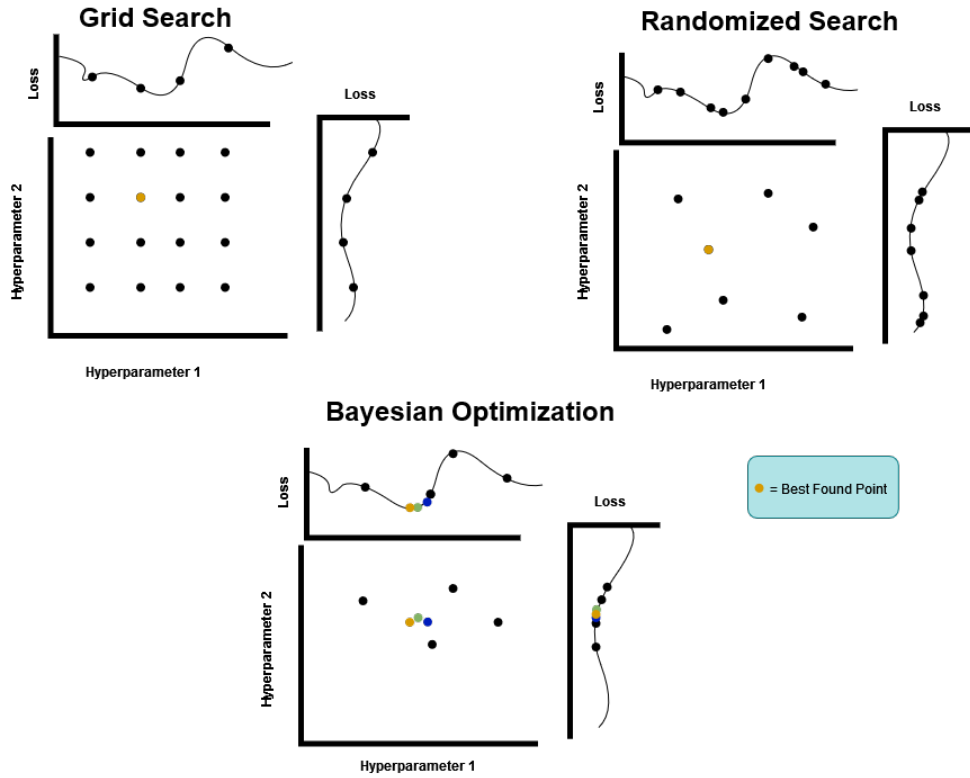 Grid Search
Loss
Loss
Hyperparameter 2
Hyperparameter 1
Randomized Search
Loss
Loss
Hyperparameter 2
Hyperparameter 1
Bayesian Optimization
Loss
Loss
Hyperparameter 2
Hyperparameter 1
= Best Found Point